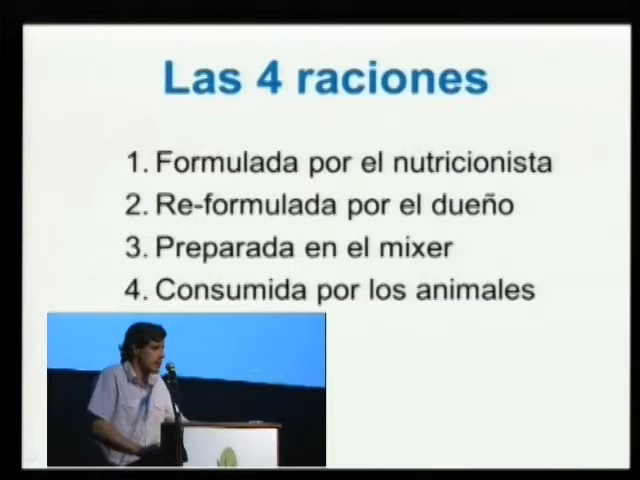 Las 4 raciones
1. Formulada por el nutricionista
2. Re-formulada por el dueño
3. Preparada en el mixer
4. Consumida por los animales